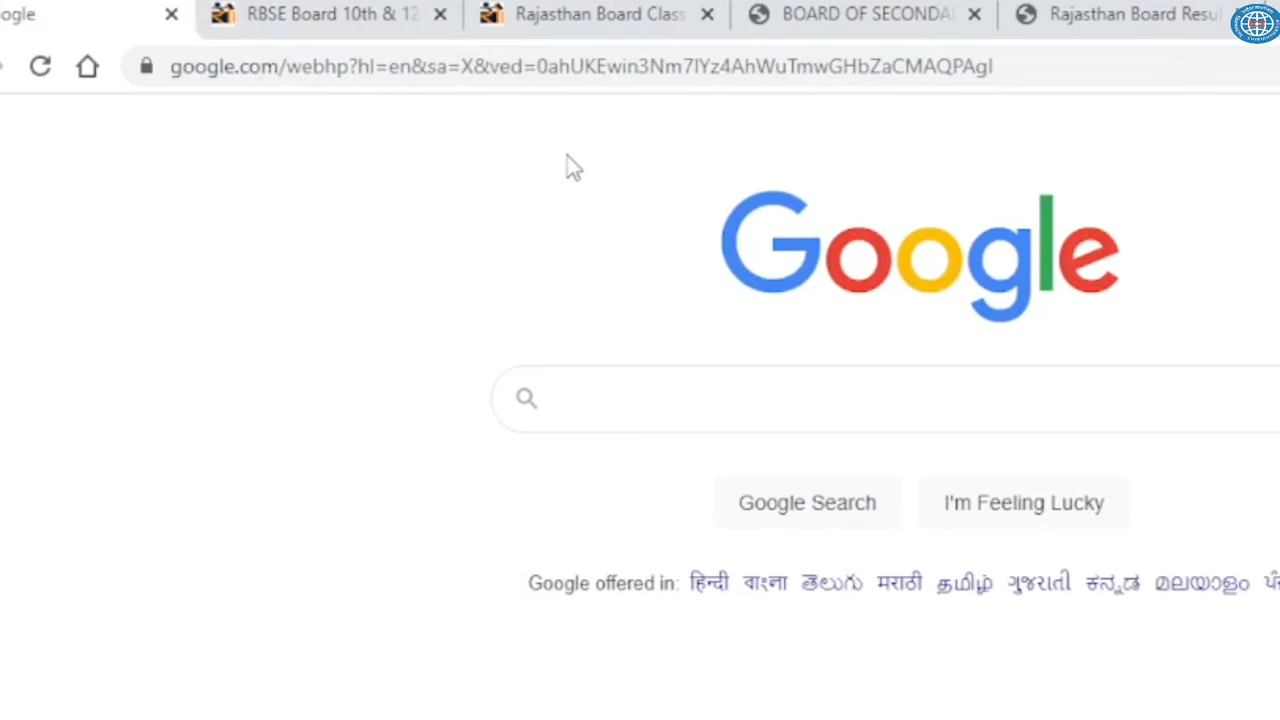 ogle RBSE Board 10th & 12 Rajasthan Board Class BOARD OF SECONDA Rajasthan Board Resu
google.com/webhp?hl=en&sa=X&ved=0ahUKEwin3Nm7lYz4AhWuTmwGHbZaCMAQPAgI
Google
Google Search I'm Feeling Lucky
Google offered in: हिन्दी বাংলা తెలుగు मराठी தமிழ் ગુજરાતી ಕನ್ನಡ മലയാളം